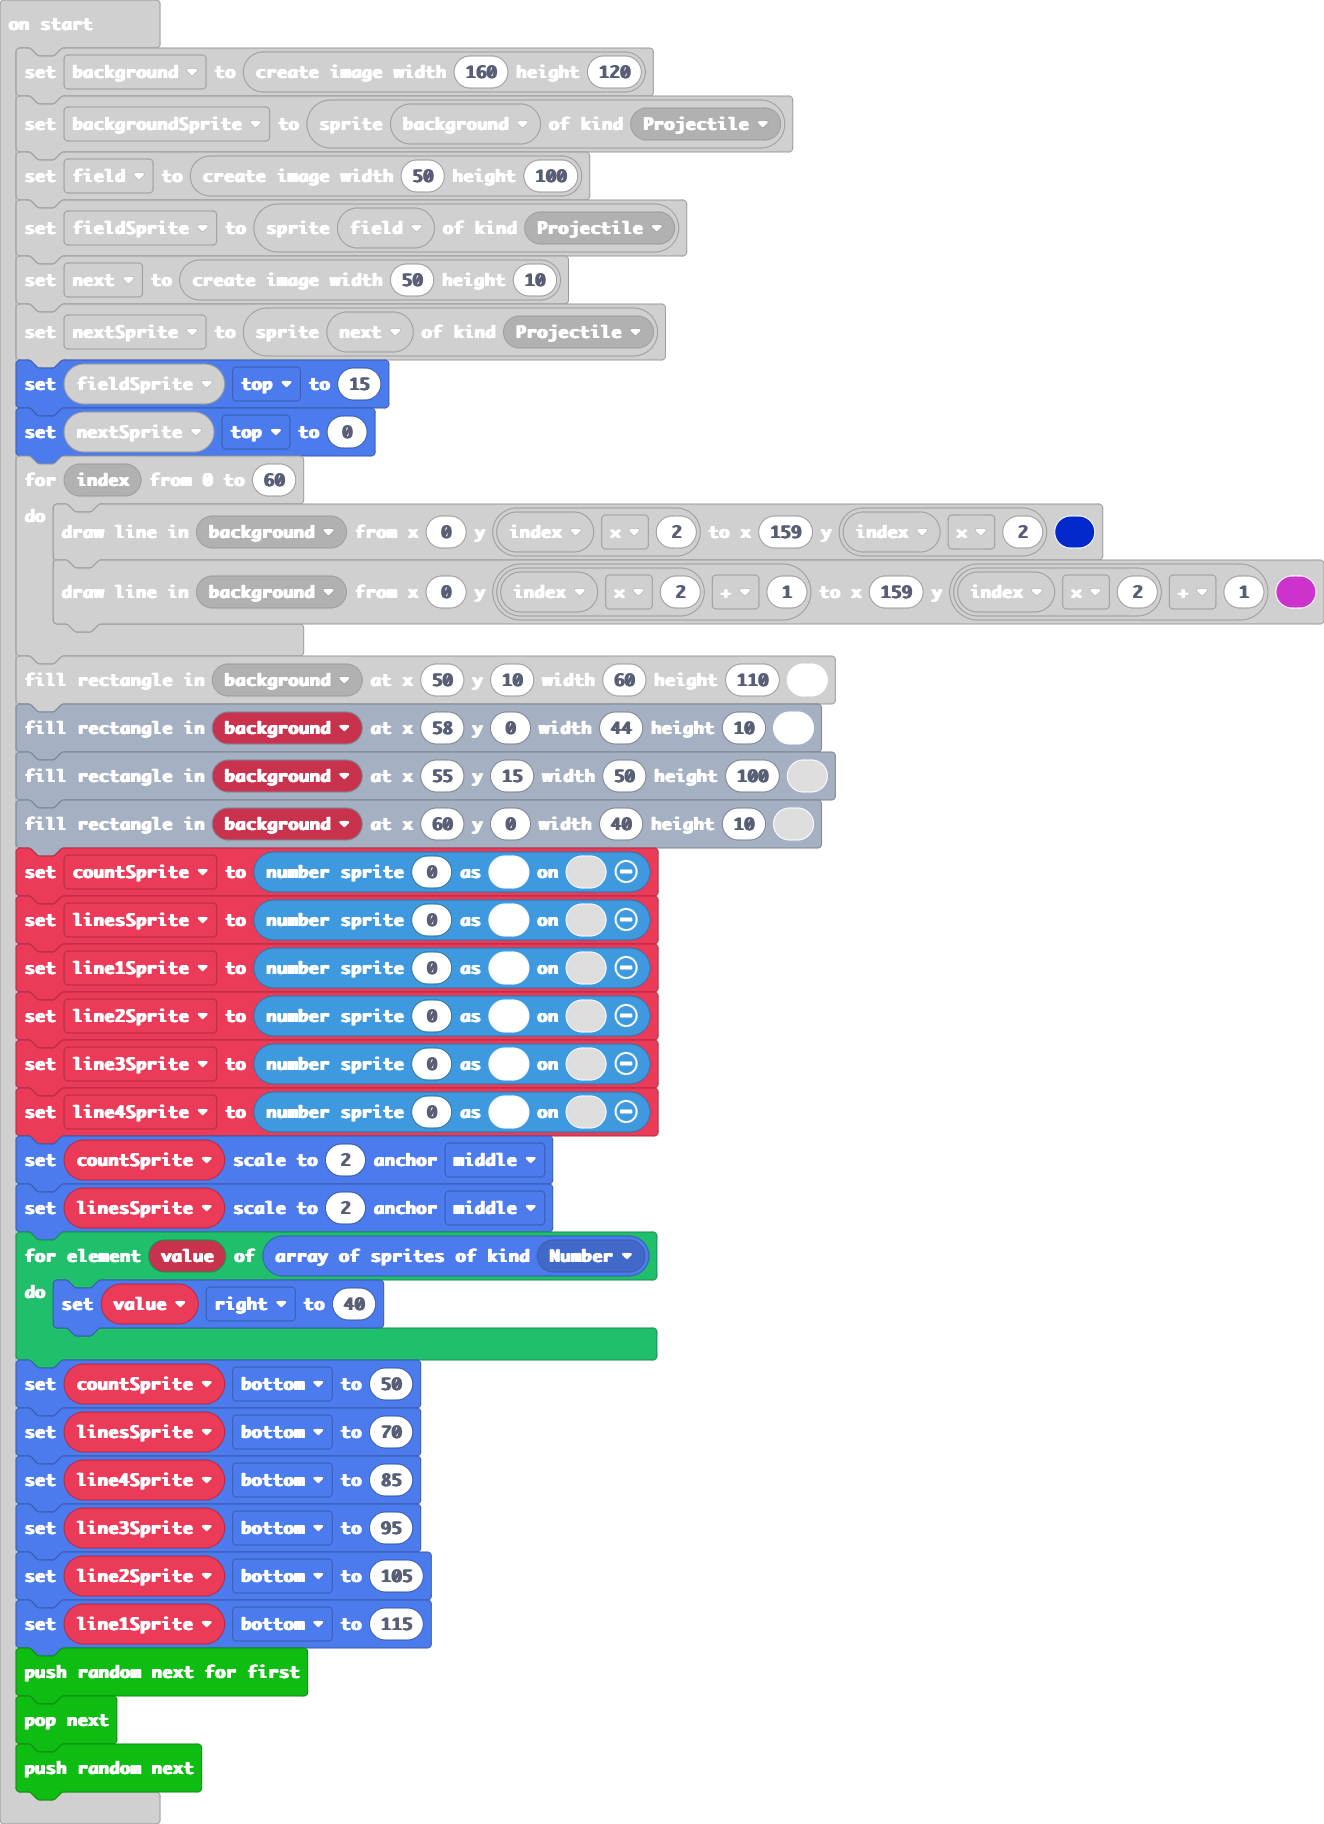 on start
set background to create image width 160 height 120
set backgroundSprite to sprite background of kind Projectile
set field to create image width 50 height 100
set fieldSprite to sprite field of kind Projectile
set next to create image width 50 height 10
set nextSprite to sprite next of kind Projectile
set fieldSprite top to 15
set nextSprite top to 0
for index from 0 to 60
do
draw line in background from x 0 y index x 2 to x 159 y index x 2
draw line in background from x 0 y index x 2 + 1 to x 159 y index x 2 + 1
fill rectangle in background at x 50 y 10 width 60 height 110
fill rectangle in background at x 58 y 0 width 44 height 10
fill rectangle in background at x 55 y 15 width 50 height 100
fill rectangle in background at x 60 y 0 width 40 height 10
set countSprite to number sprite 0 as on
set linesSprite to number sprite 0 as on
set line1Sprite to number sprite 0 as on
set line2Sprite to number sprite 0 as on
set line3Sprite to number sprite 0 as on
set line4Sprite to number sprite 0 as on
set countSprite scale to 2 anchor middle
set linesSprite scale to 2 anchor middle
for element value of array of sprites of kind Number
do
set value right to 40
set countSprite bottom to 50
set linesSprite bottom to 70
set line4Sprite bottom to 85
set line3Sprite bottom to 95
set line2Sprite bottom to 105
set line1Sprite bottom to 115
push random next for first
pop next
push random next